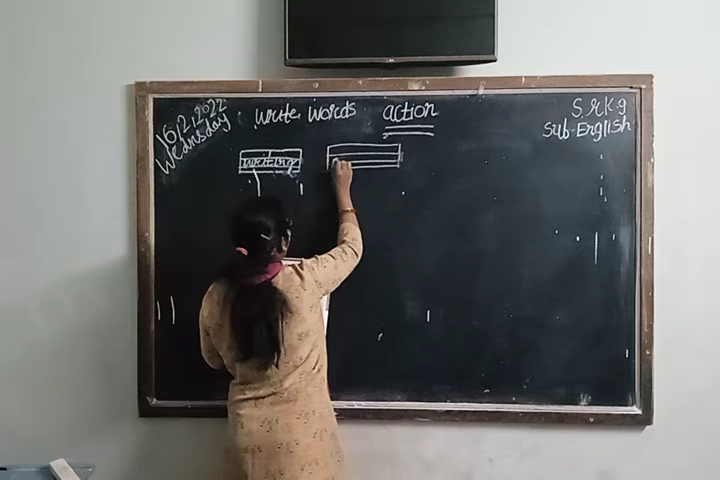 16/2/2022
Wednesday
write words action
S.r.k.g
Sub-English
writing